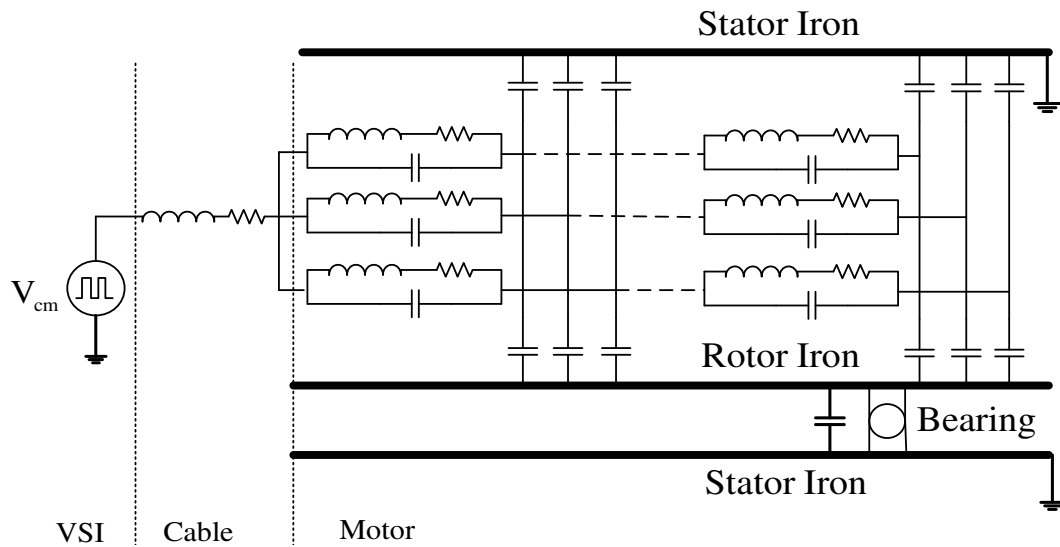 Stator Iron
V_cm
Rotor Iron
Bearing
Stator Iron
VSI
Cable
Motor